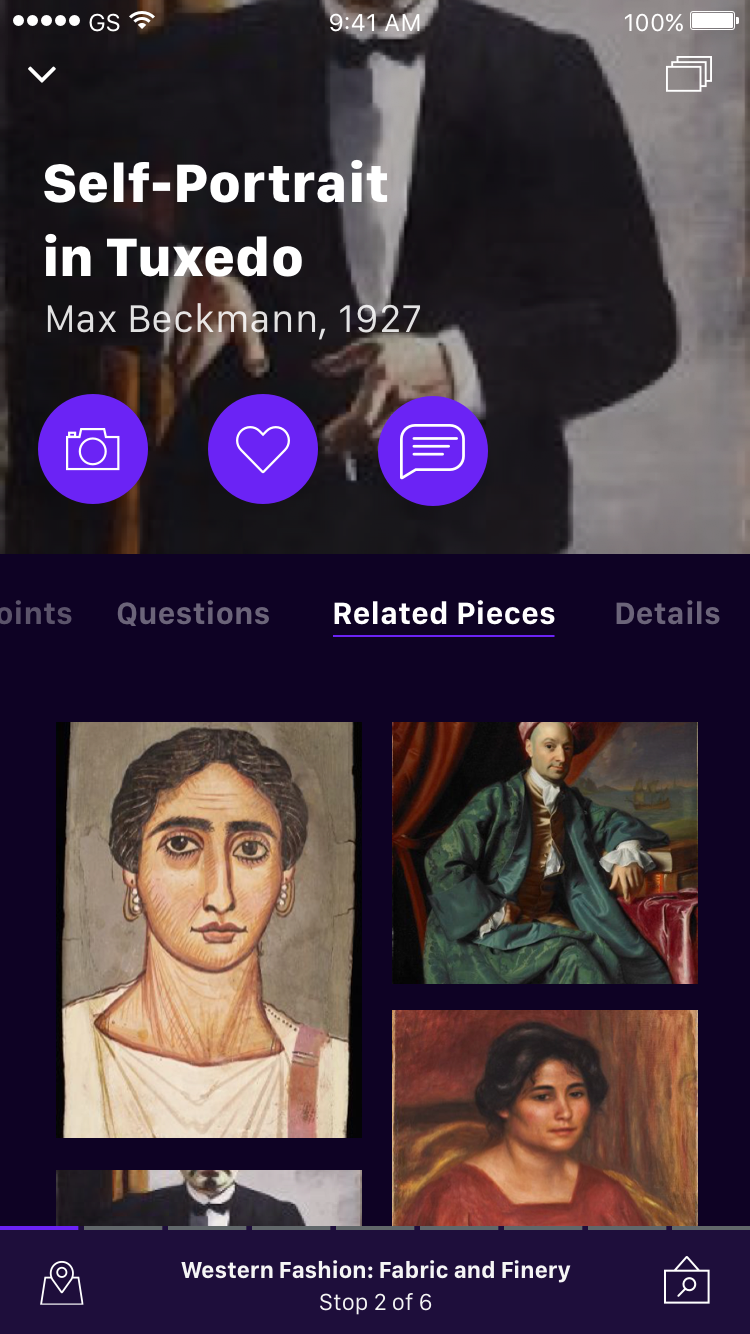 GS 9:41 AM 100%
Self-Portrait
in Tuxedo
Max Beckmann, 1927
oints Questions Related Pieces Details
Western Fashion: Fabric and Finery
Stop 2 of 6